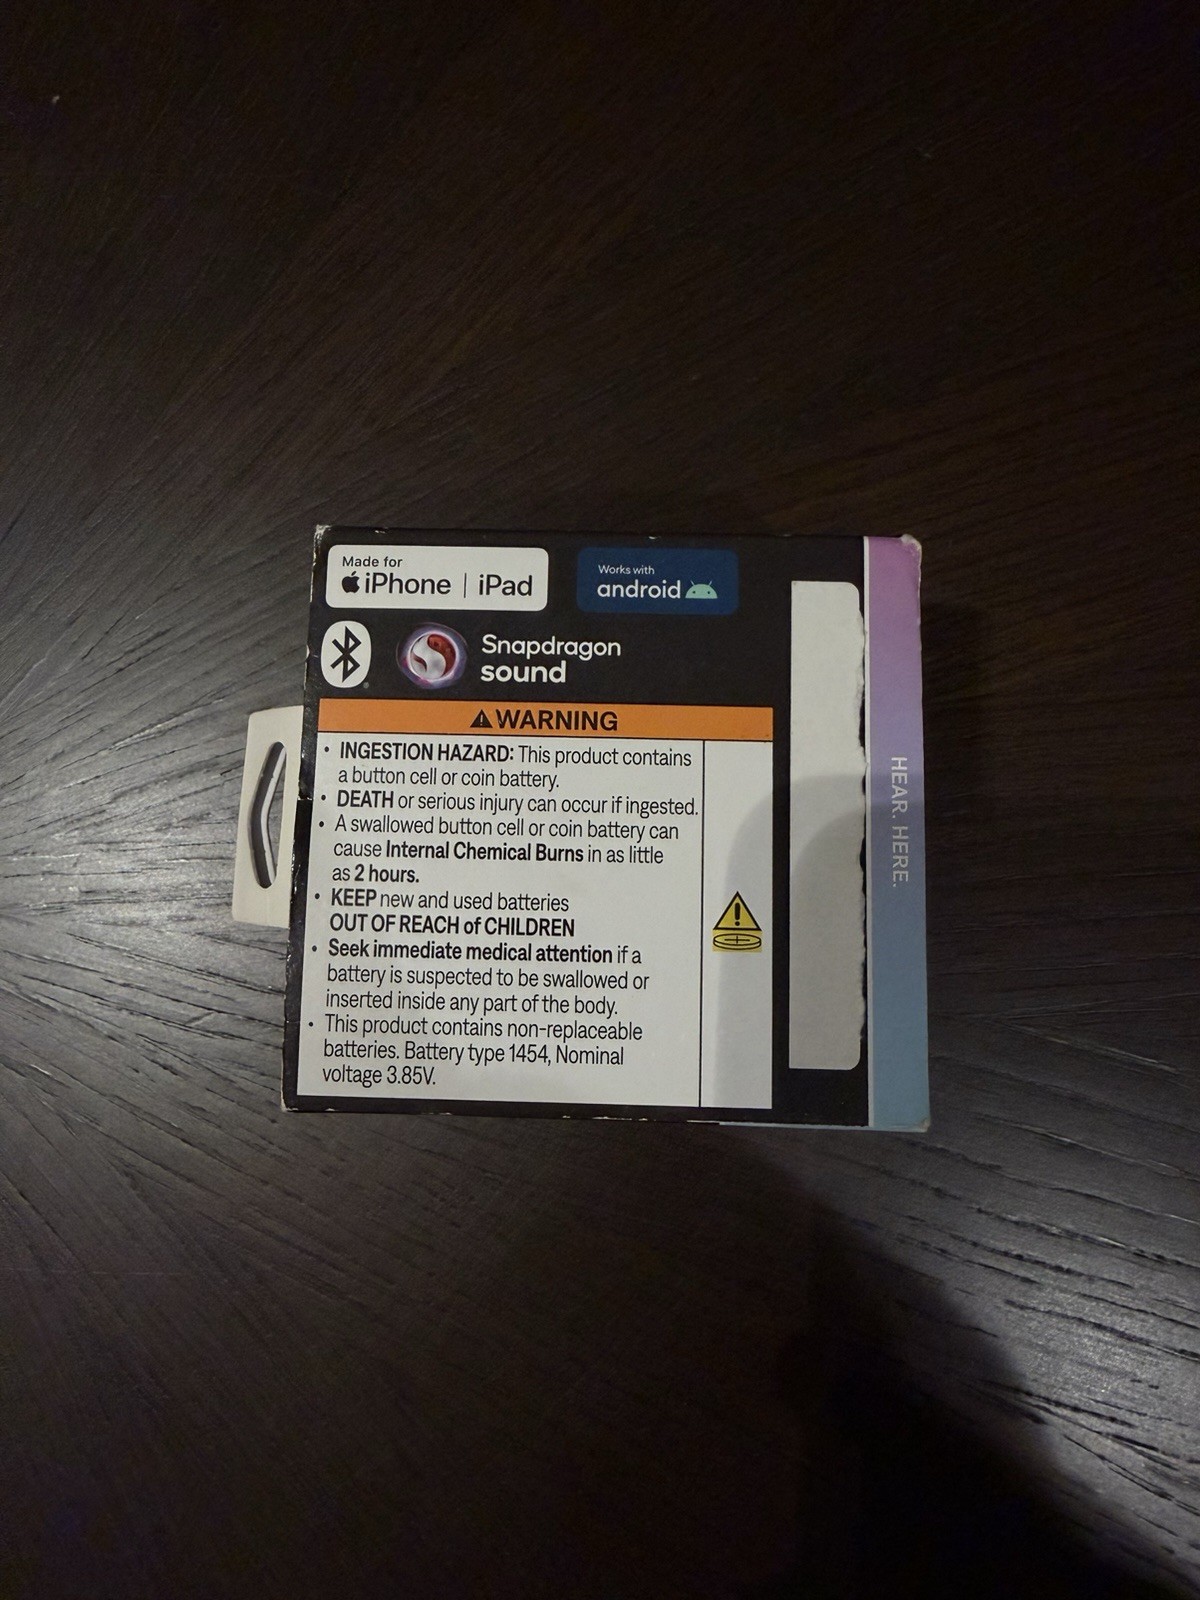 Made for
iPhone | iPad
Works with
android
Snapdragon
sound
WARNING
• INGESTION HAZARD: This product contains
a button cell or coin battery.
• DEATH or serious injury can occur if ingested.
• A swallowed button cell or coin battery can
cause Internal Chemical Burns in as little
as 2 hours.
• KEEP new and used batteries
OUT OF REACH of CHILDREN
• Seek immediate medical attention if a
battery is suspected to be swallowed or
inserted inside any part of the body.
• This product contains non-replaceable
batteries. Battery type 1454, Nominal
voltage 3.85V.
HEAR. HERE.